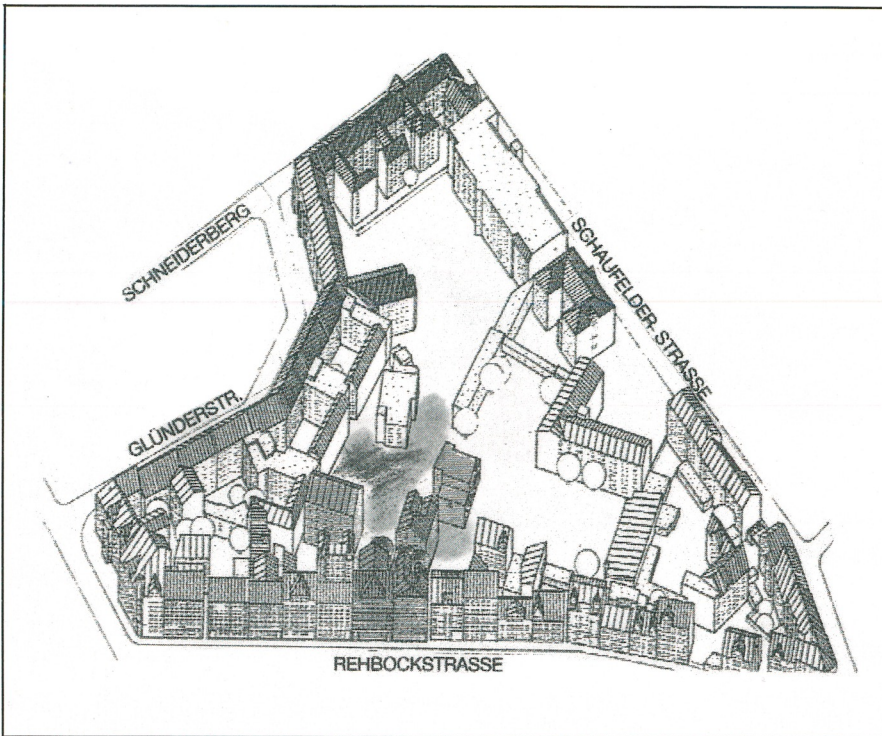 SCHNEIDERBERG
SCHAUFELDER. STRASSE
GLÜNDERSTR.
REHBOCKSTRASSE